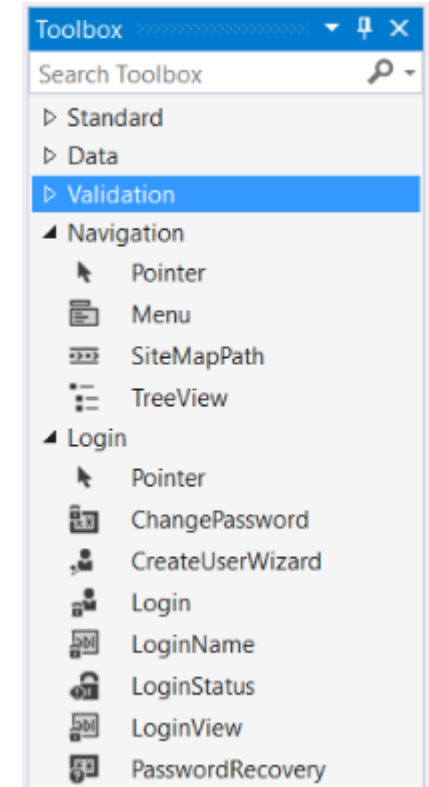 Toolbox
Search Toolbox
Standard
Data
Validation
Navigation
Pointer
Menu
SiteMapPath
TreeView
Login
Pointer
ChangePassword
CreateUserWizard
Login
LoginName
LoginStatus
LoginView
PasswordRecovery